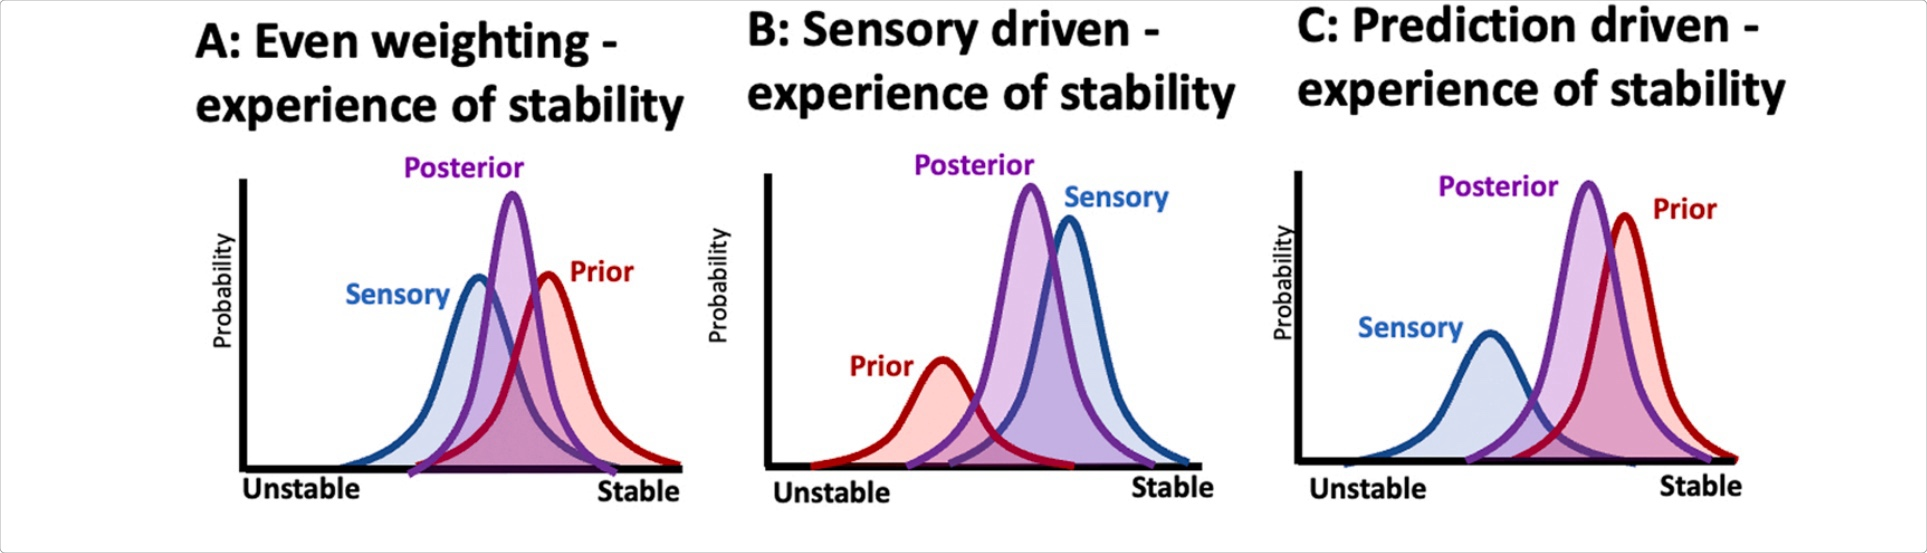 A: Even weighting -
experience of stability
Posterior
Sensory
Prior
Probability
Unstable
Stable
B: Sensory driven -
experience of stability
Posterior
Sensory
Prior
Probability
Unstable
Stable
C: Prediction driven -
experience of stability
Posterior
Prior
Sensory
Probability
Unstable
Stable